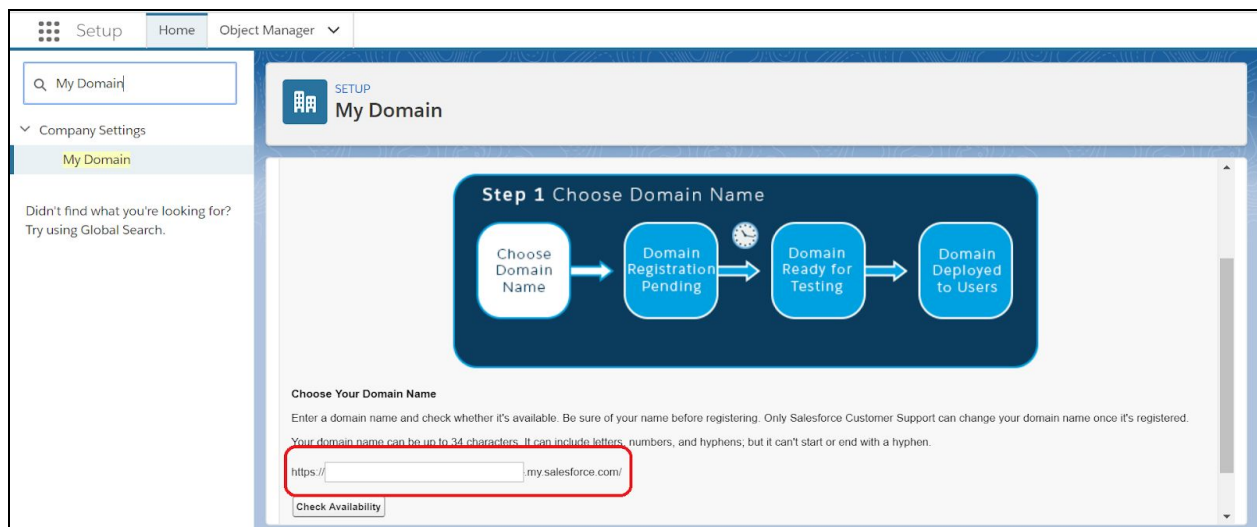 Setup Home Object Manager
My Domain
Company Settings
My Domain
Didn't find what you're looking for?
Try using Global Search.
SETUP
My Domain
Step 1 Choose Domain Name
Choose
Domain
Name
Domain
Registration
Pending
Domain
Ready for
Testing
Domain
Deployed
to Users
Choose Your Domain Name
Enter a domain name and check whether it's available. Be sure of your name before registering. Only Salesforce Customer Support can change your domain name once it's registered.
Your domain name can be up to 34 characters. It can include letters, numbers, and hyphens; but it can't start or end with a hyphen.
https:// .my.salesforce.com/
Check Availability